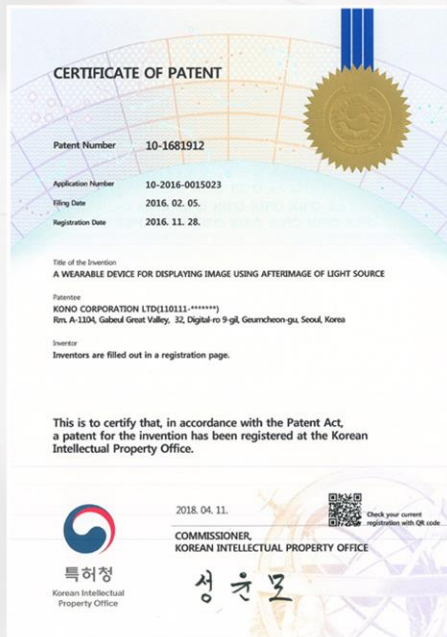 CERTIFICATE OF PATENT
Patent Number 10-1681912
Application Number 10-2016-0015023
Filing Date 2016. 02. 05.
Registration Date 2016. 11. 28.
Title of the Invention
A WEARABLE DEVICE FOR DISPLAYING IMAGE USING AFTERIMAGE OF LIGHT SOURCE
Patentee
KONO CORPORATION LTD(110111-*******)
Rm. A-1104, Gabeul Great Valley, 32, Digital-ro 9-gil, Geumcheon-gu, Seoul, Korea
Inventor
Inventors are filled out in a registration page.
This is to certify that, in accordance with the Patent Act,
a patent for the invention has been registered at the Korean
Intellectual Property Office.
2018. 04. 11.
Check your current
registration with QR code
COMMISSIONER,
KOREAN INTELLECTUAL PROPERTY OFFICE
성윤모
특허청
Korean Intellectual
Property Office